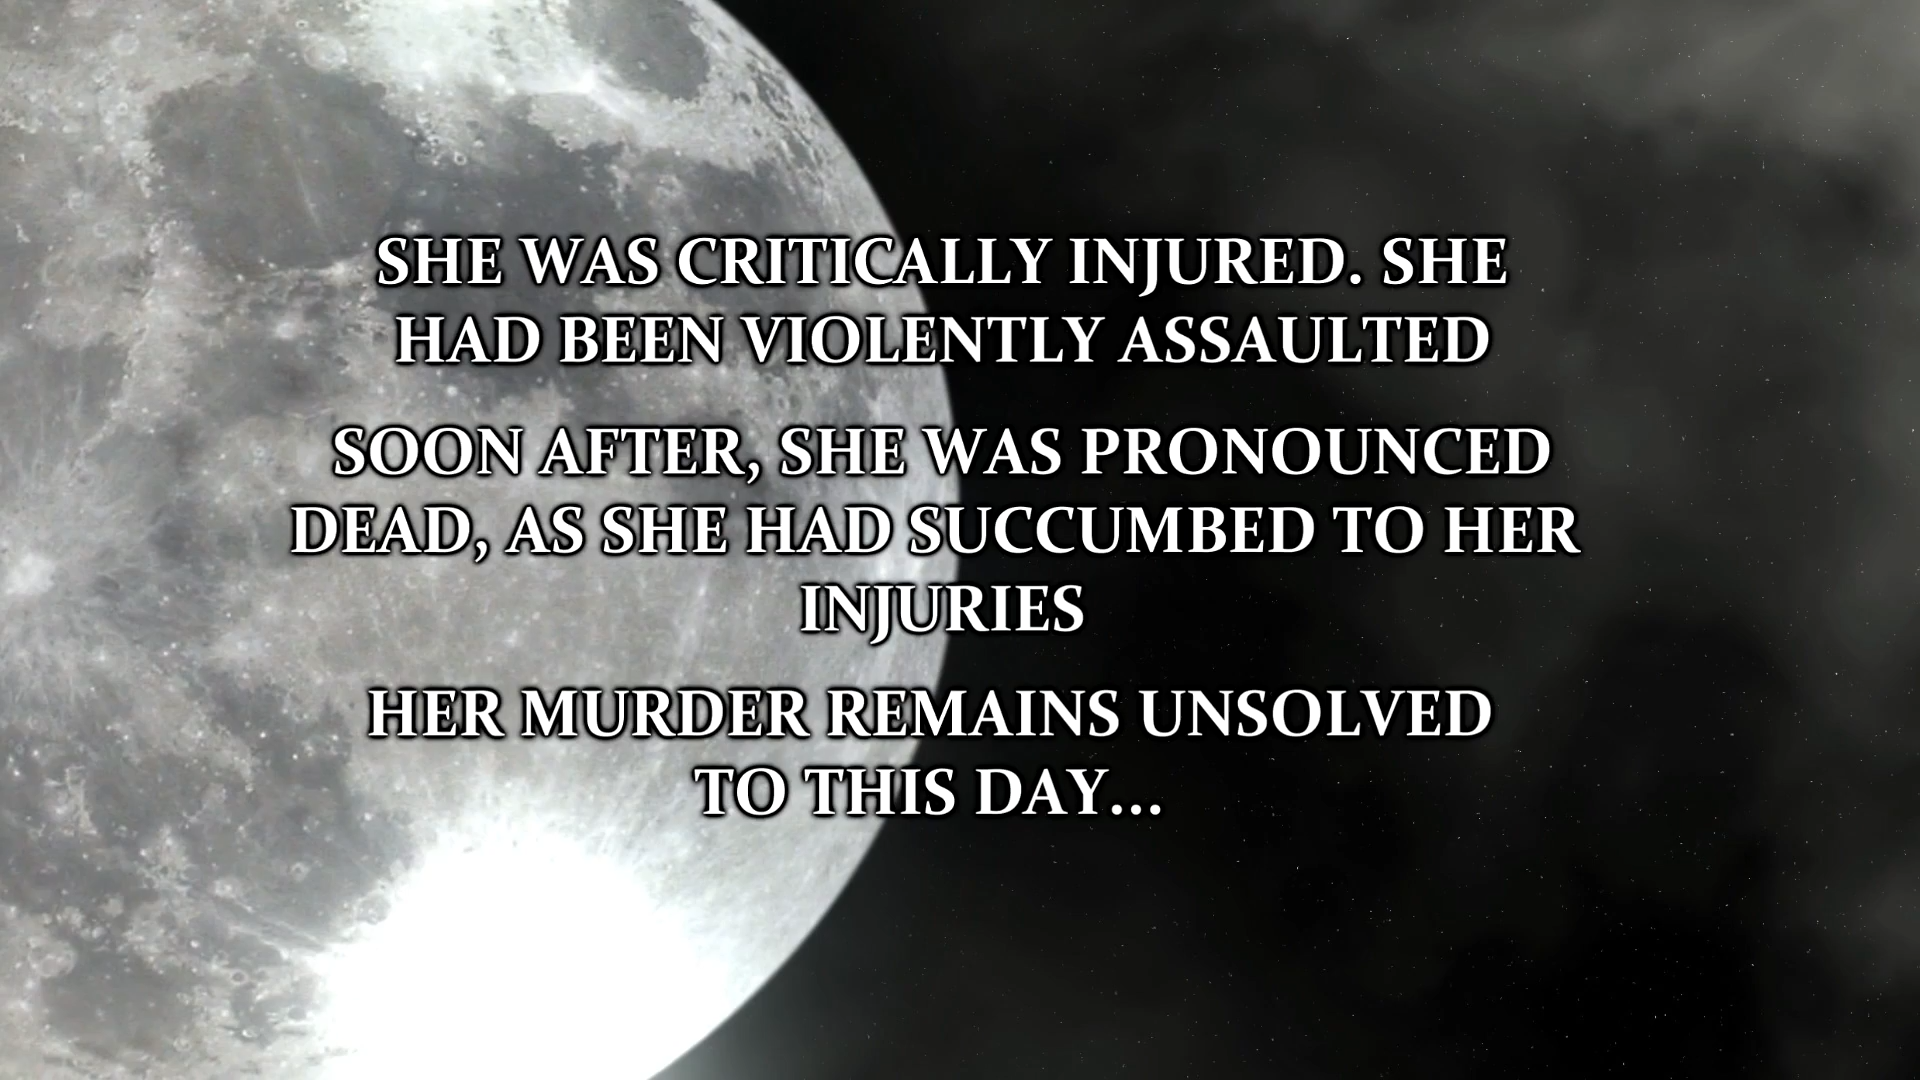 SHE WAS CRITICALLY INJURED. SHE
HAD BEEN VIOLENTLY ASSAULTED
SOON AFTER, SHE WAS PRONOUNCED
DEAD, AS SHE HAD SUCCUMBED TO HER
INJURIES
HER MURDER REMAINS UNSOLVED
TO THIS DAY...